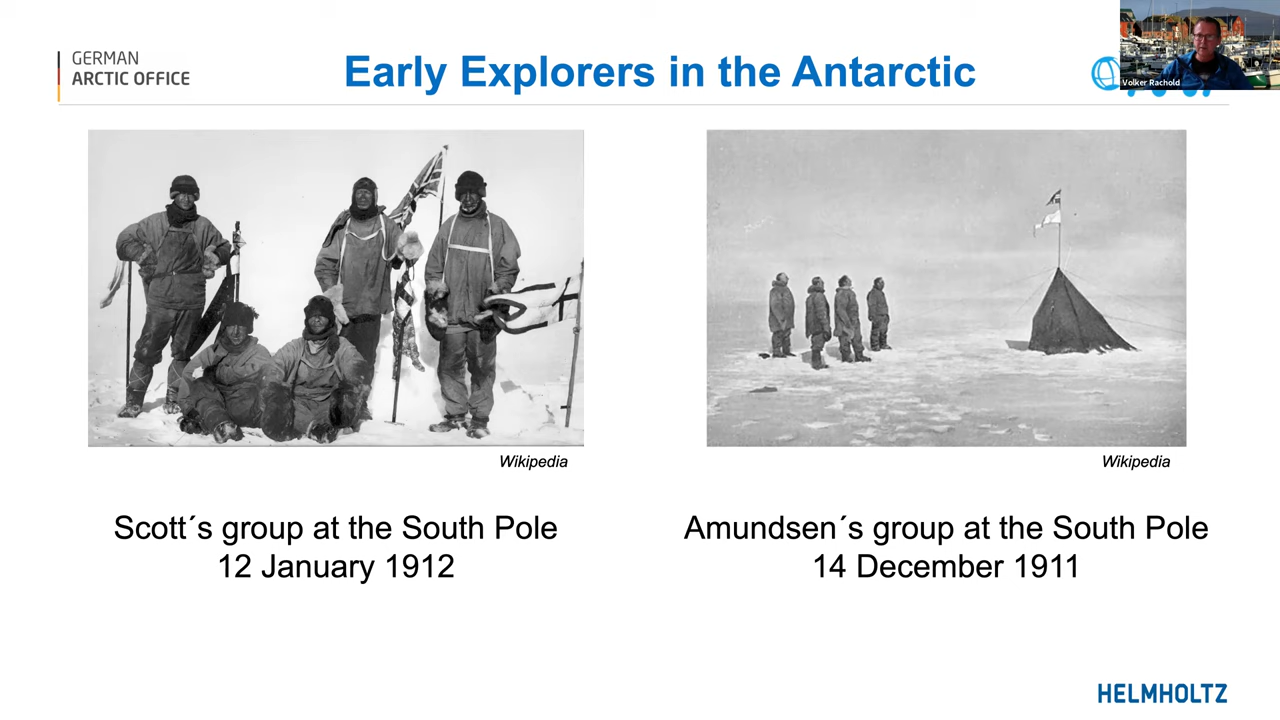 GERMAN
ARCTIC OFFICE
Early Explorers in the Antarctic
Volker Rachold
Wikipedia
Wikipedia
Scott´s group at the South Pole
12 January 1912
Amundsen´s group at the South Pole
14 December 1911
HELMHOLTZ